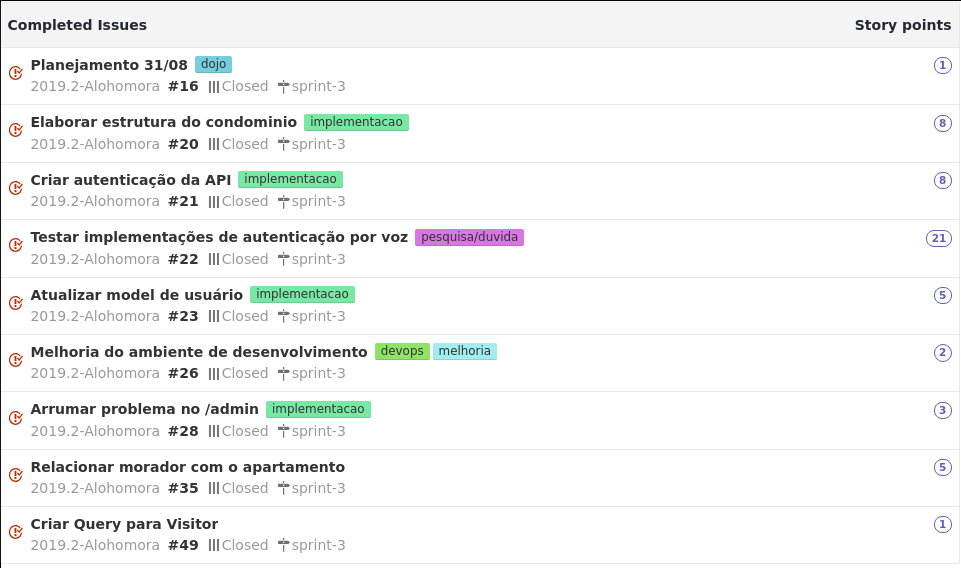 Completed Issues Story points
Planejamento 31/08 dojo 1
2019.2-Alohomora #16 Closed sprint-3
Elaborar estrutura do condominio implementacao 8
2019.2-Alohomora #20 Closed sprint-3
Criar autenticação da API implementacao 8
2019.2-Alohomora #21 Closed sprint-3
Testar implementações de autenticação por voz pesquisa/duvida 21
2019.2-Alohomora #22 Closed sprint-3
Atualizar model de usuário implementacao 5
2019.2-Alohomora #23 Closed sprint-3
Melhoria do ambiente de desenvolvimento devops melhoria 2
2019.2-Alohomora #26 Closed sprint-3
Arrumar problema no /admin implementacao 3
2019.2-Alohomora #28 Closed sprint-3
Relacionar morador com o apartamento 5
2019.2-Alohomora #35 Closed sprint-3
Criar Query para Visitor 1
2019.2-Alohomora #49 Closed sprint-3